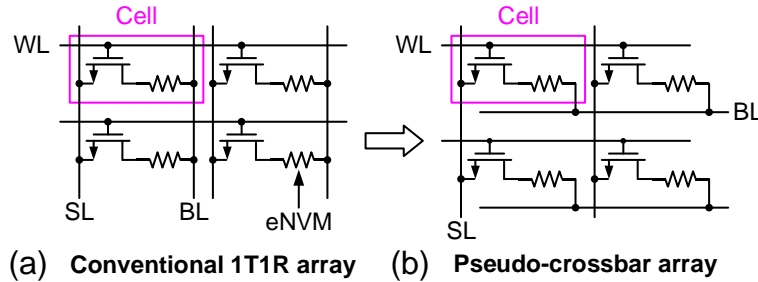 Cell
Cell
WL
WL
BL
SL
BL
eNVM
SL
(a) Conventional 1T1R array
(b) Pseudo-crossbar array